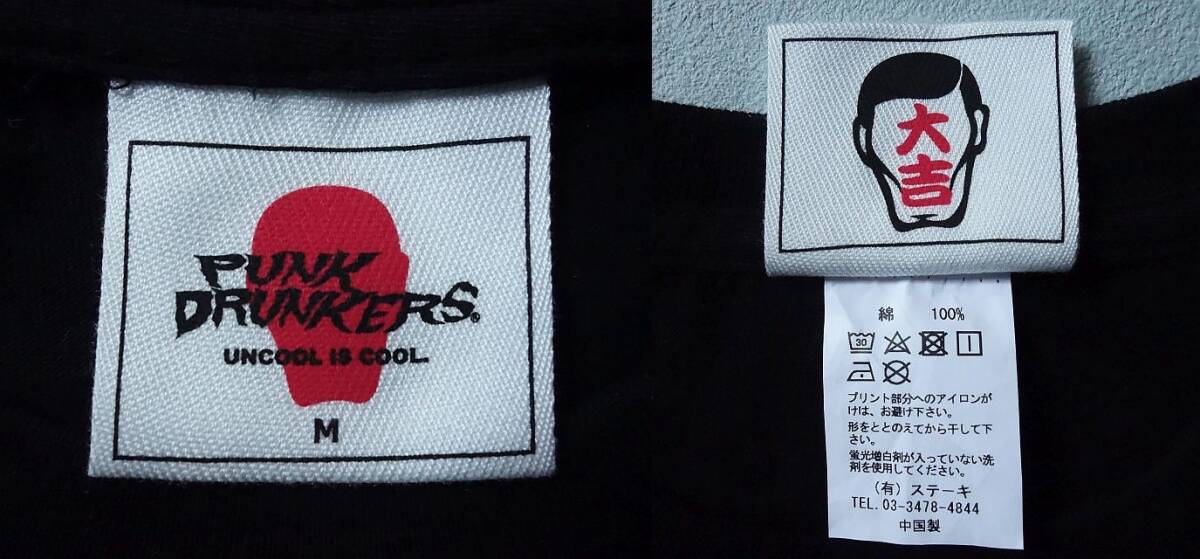 PUNK
DRUNKERS®
UNCOOL IS COOL.
M
大
吉
綿 100%
30
プリント部分へのアイロンが
けは、お避け下さい。
形をととのえてから干して下
さい。
蛍光増白剤が入っていない洗
剤を使用してください。
(有) ステーキ
TEL. 03-3478-4844
中国製